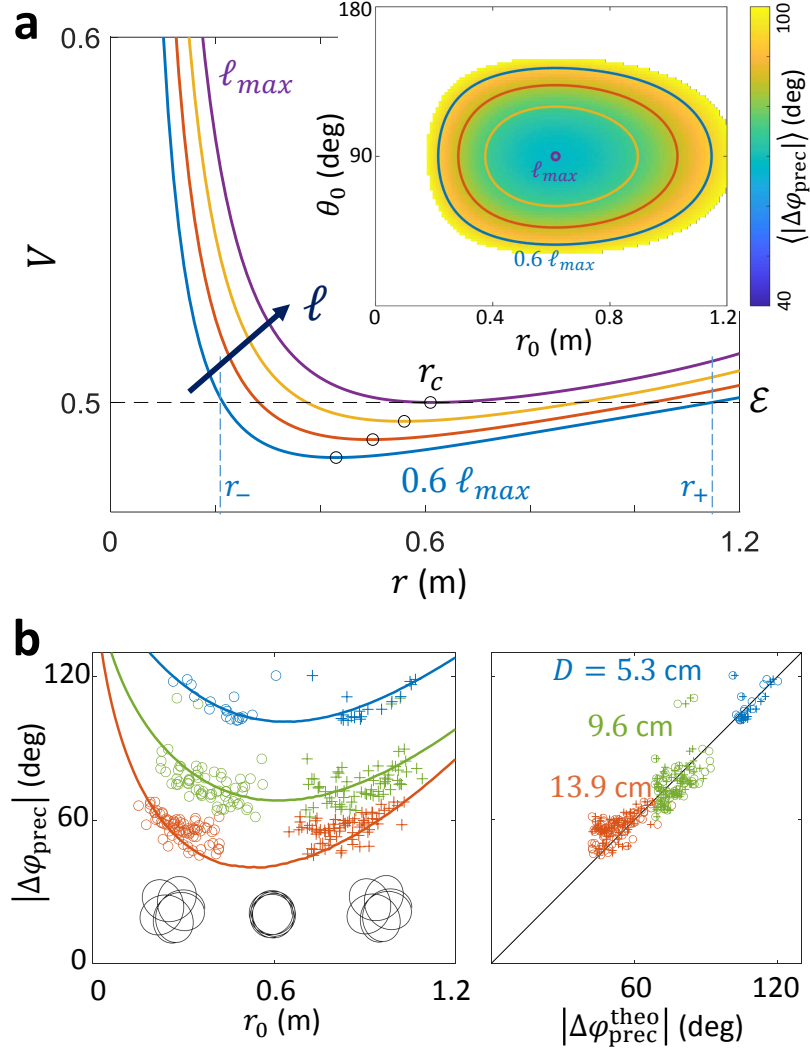 a
0.6
ℓmax
V
ℓ
rc
0.5
ℰ
r−
0.6 ℓmax
r+
0
0.6
1.2
r (m)
180
90
0
θ0 (deg)
ℓmax
0.6 ℓmax
0
0.4
0.8
1.2
r0 (m)
100
40
⟨|Δφprec|⟩ (deg)
b
120
60
0
|Δφprec| (deg)
0
0.6
1.2
r0 (m)
D = 5.3 cm
9.6 cm
13.9 cm
60
120
|Δφprec^theo| (deg)